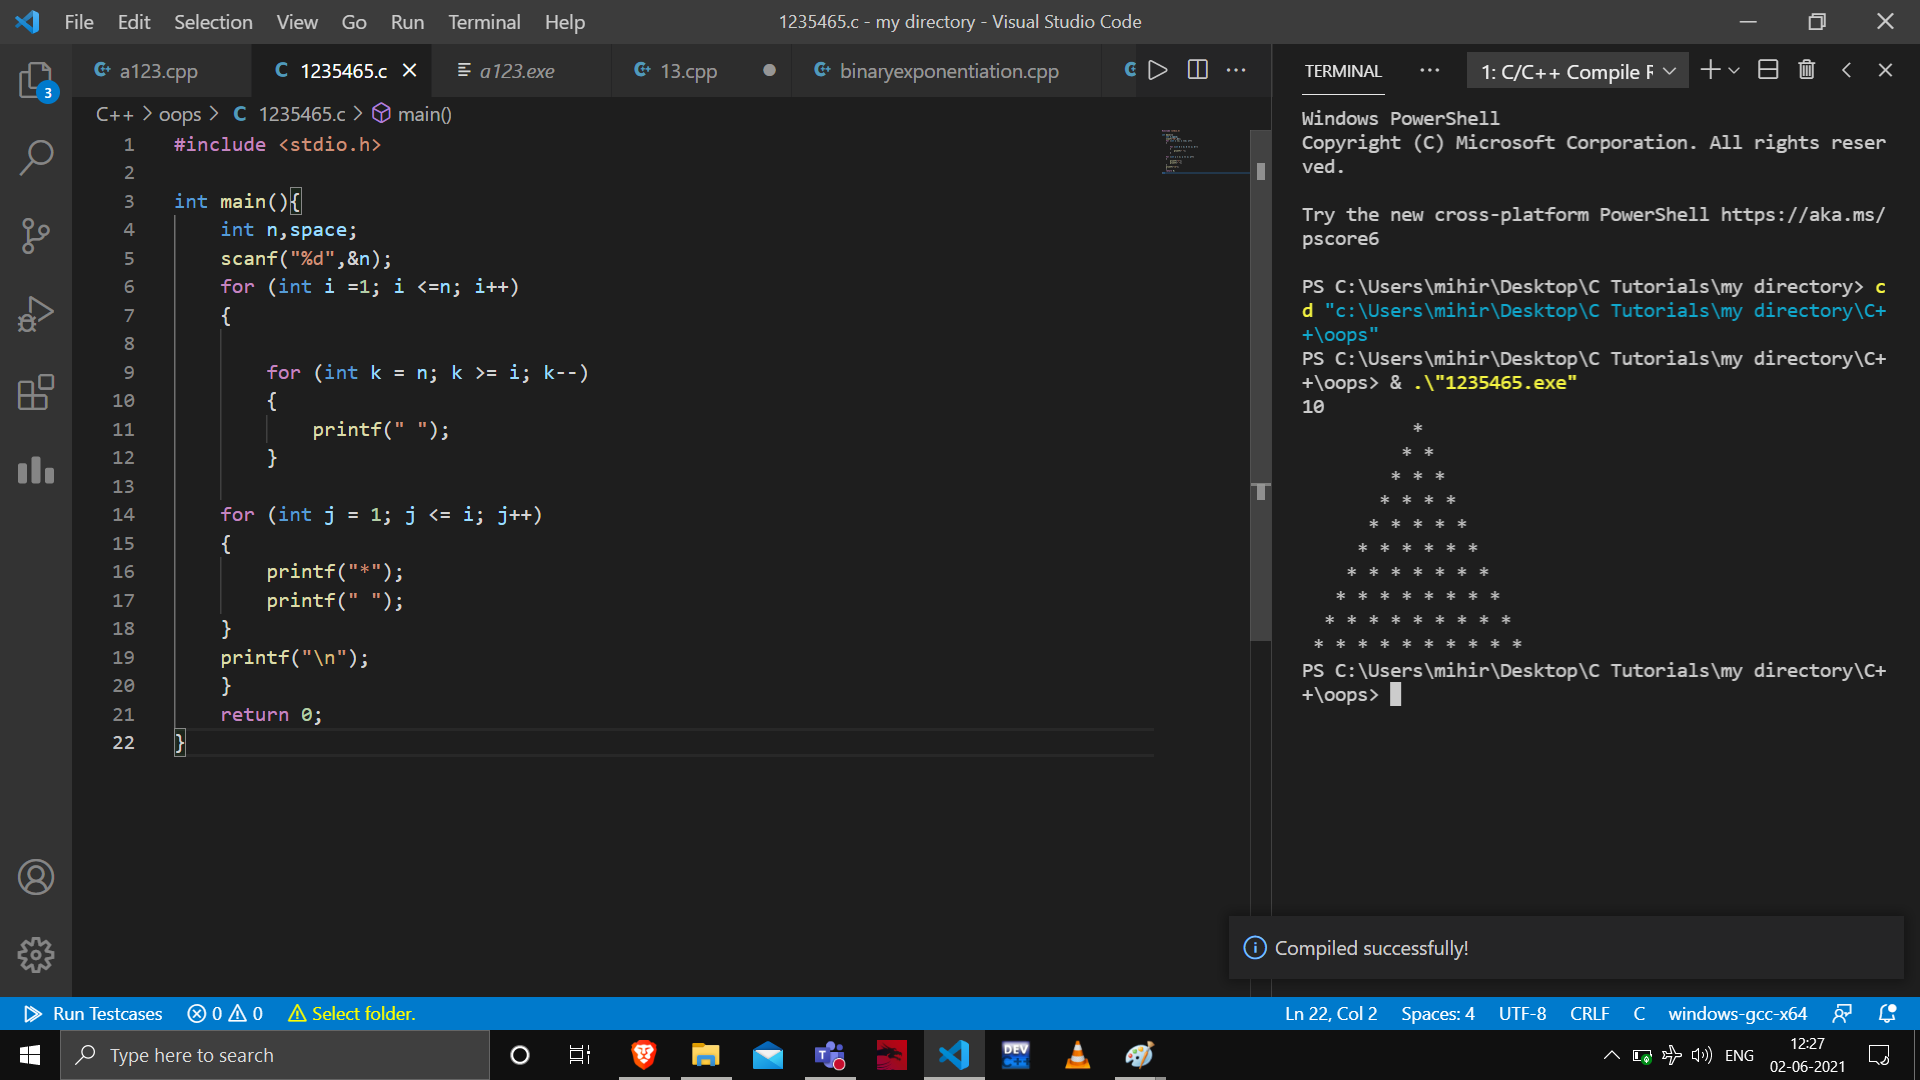 File Edit Selection View Go Run Terminal Help 1235465.c - my directory - Visual Studio Code
a123.cpp 1235465.c a123.exe 13.cpp binaryexponentiation.cpp
C++ > oops > C 1235465.c > main()
1 #include <stdio.h>
2
3 int main(){
4 int n,space;
5 scanf("%d",&n);
6 for (int i =1; i <=n; i++)
7 {
8
9 for (int k = n; k >= i; k--)
10 {
11 printf(" ");
12 }
13
14 for (int j = 1; j <= i; j++)
15 {
16 printf("*");
17 printf(" ");
18 }
19 printf("\n");
20 }
21 return 0;
22 }
TERMINAL 1: C/C++ Compile R
Windows PowerShell
Copyright (C) Microsoft Corporation. All rights reser
ved.
Try the new cross-platform PowerShell https://aka.ms/
pscore6
PS C:\Users\mihir\Desktop\C Tutorials\my directory> c
d "c:\Users\mihir\Desktop\C Tutorials\my directory\C+
+\oops"
PS C:\Users\mihir\Desktop\C Tutorials\my directory\C+
+\oops> & .\"1235465.exe"
10
*
* *
* * *
* * * *
* * * * *
* * * * * *
* * * * * * *
* * * * * * * *
* * * * * * * * *
* * * * * * * * * *
PS C:\Users\mihir\Desktop\C Tutorials\my directory\C+
+\oops>
3
Compiled successfully!
Run Testcases 0 0 Select folder. Ln 22, Col 2 Spaces: 4 UTF-8 CRLF C windows-gcc-x64
Type here to search DEV C++ ENG 12:27
02-06-2021